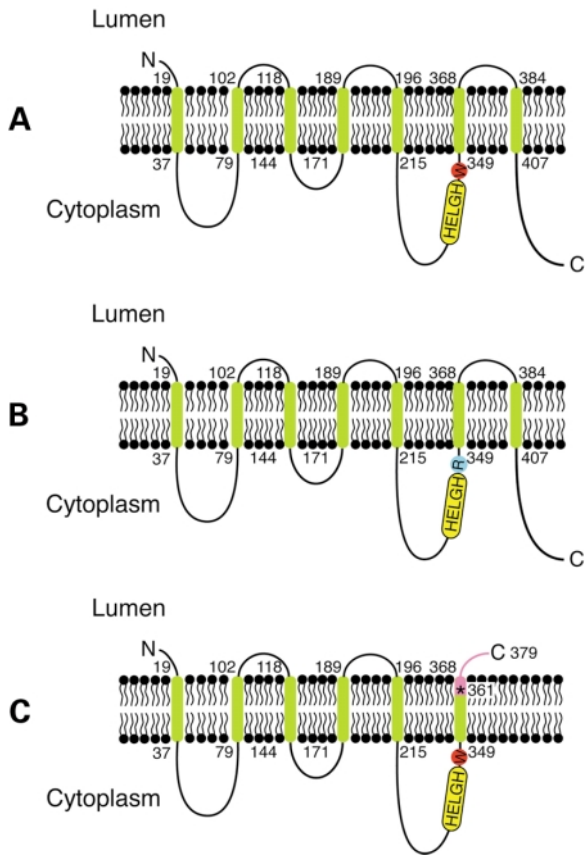 Lumen
N
19 102 118 189 196 368 384
A
37 79 144 171 215 W 349 407
Cytoplasm
HELGH
C
Lumen
N
19 102 118 189 196 368 384
B
37 79 144 171 215 R 349 407
Cytoplasm
HELGH
C
Lumen
N
19 102 118 189 196 368 C 379
C
* 361
37 79 144 171 215 W 349
Cytoplasm
HELGH